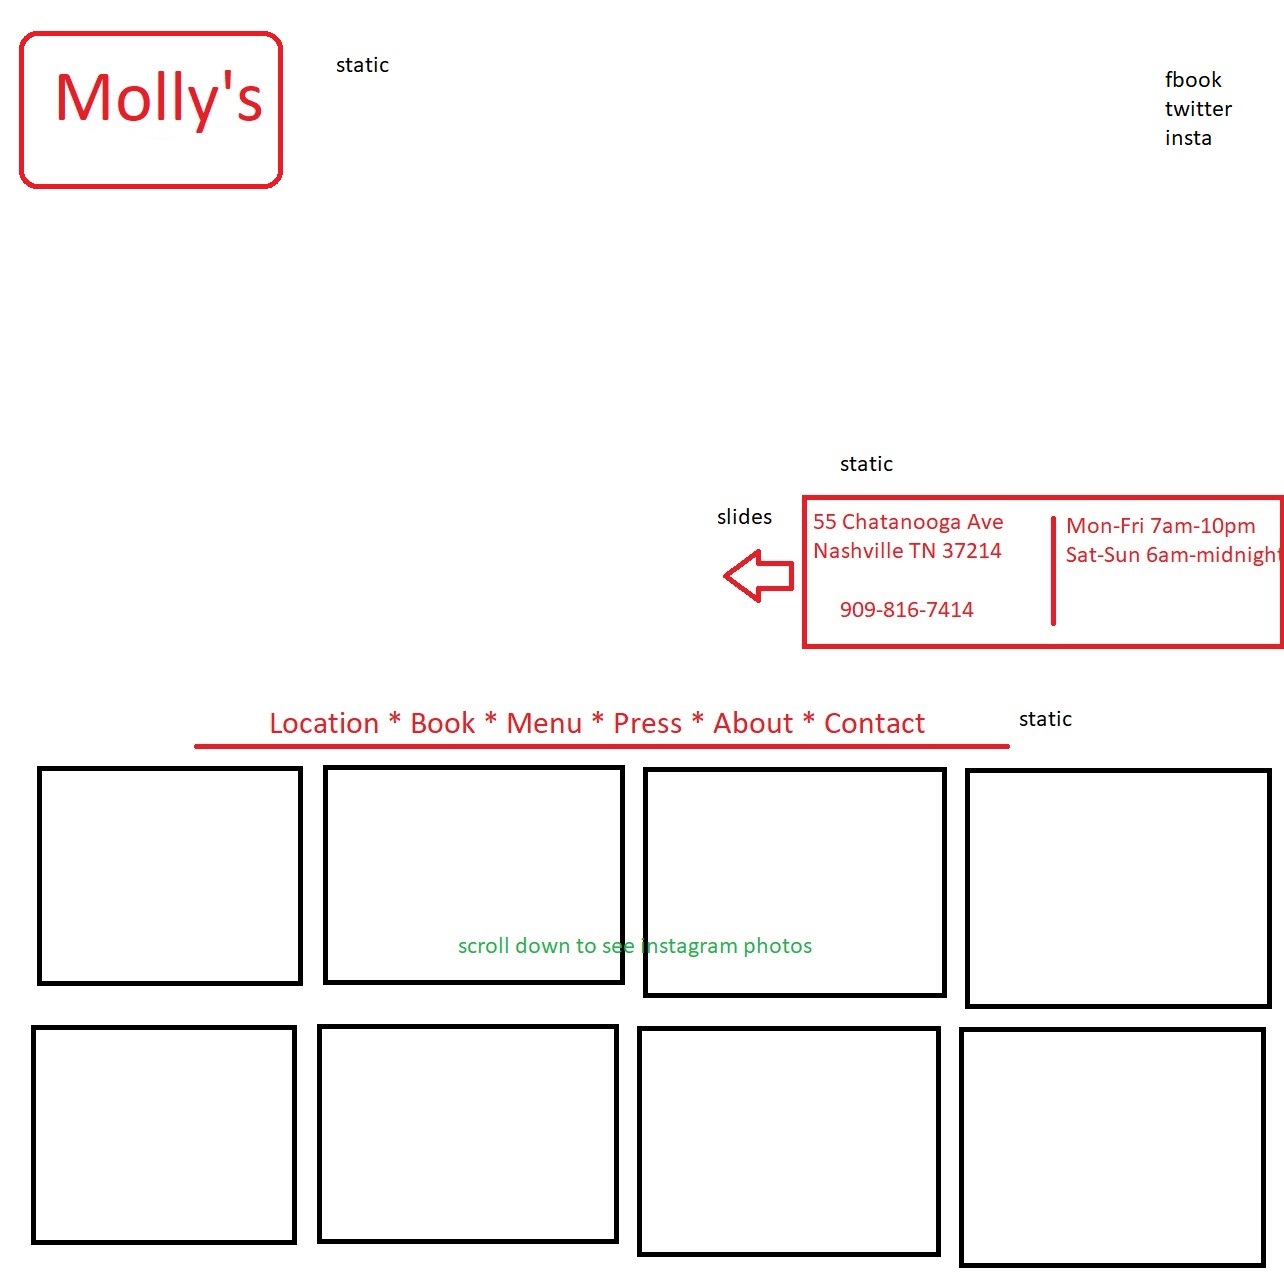 Molly's
static
fbook
twitter
insta
static
slides
55 Chatanooga Ave
Nashville TN 37214
909-816-7414
Mon-Fri 7am-10pm
Sat-Sun 6am-midnight
Location * Book * Menu * Press * About * Contact
static
scroll down to see instagram photos